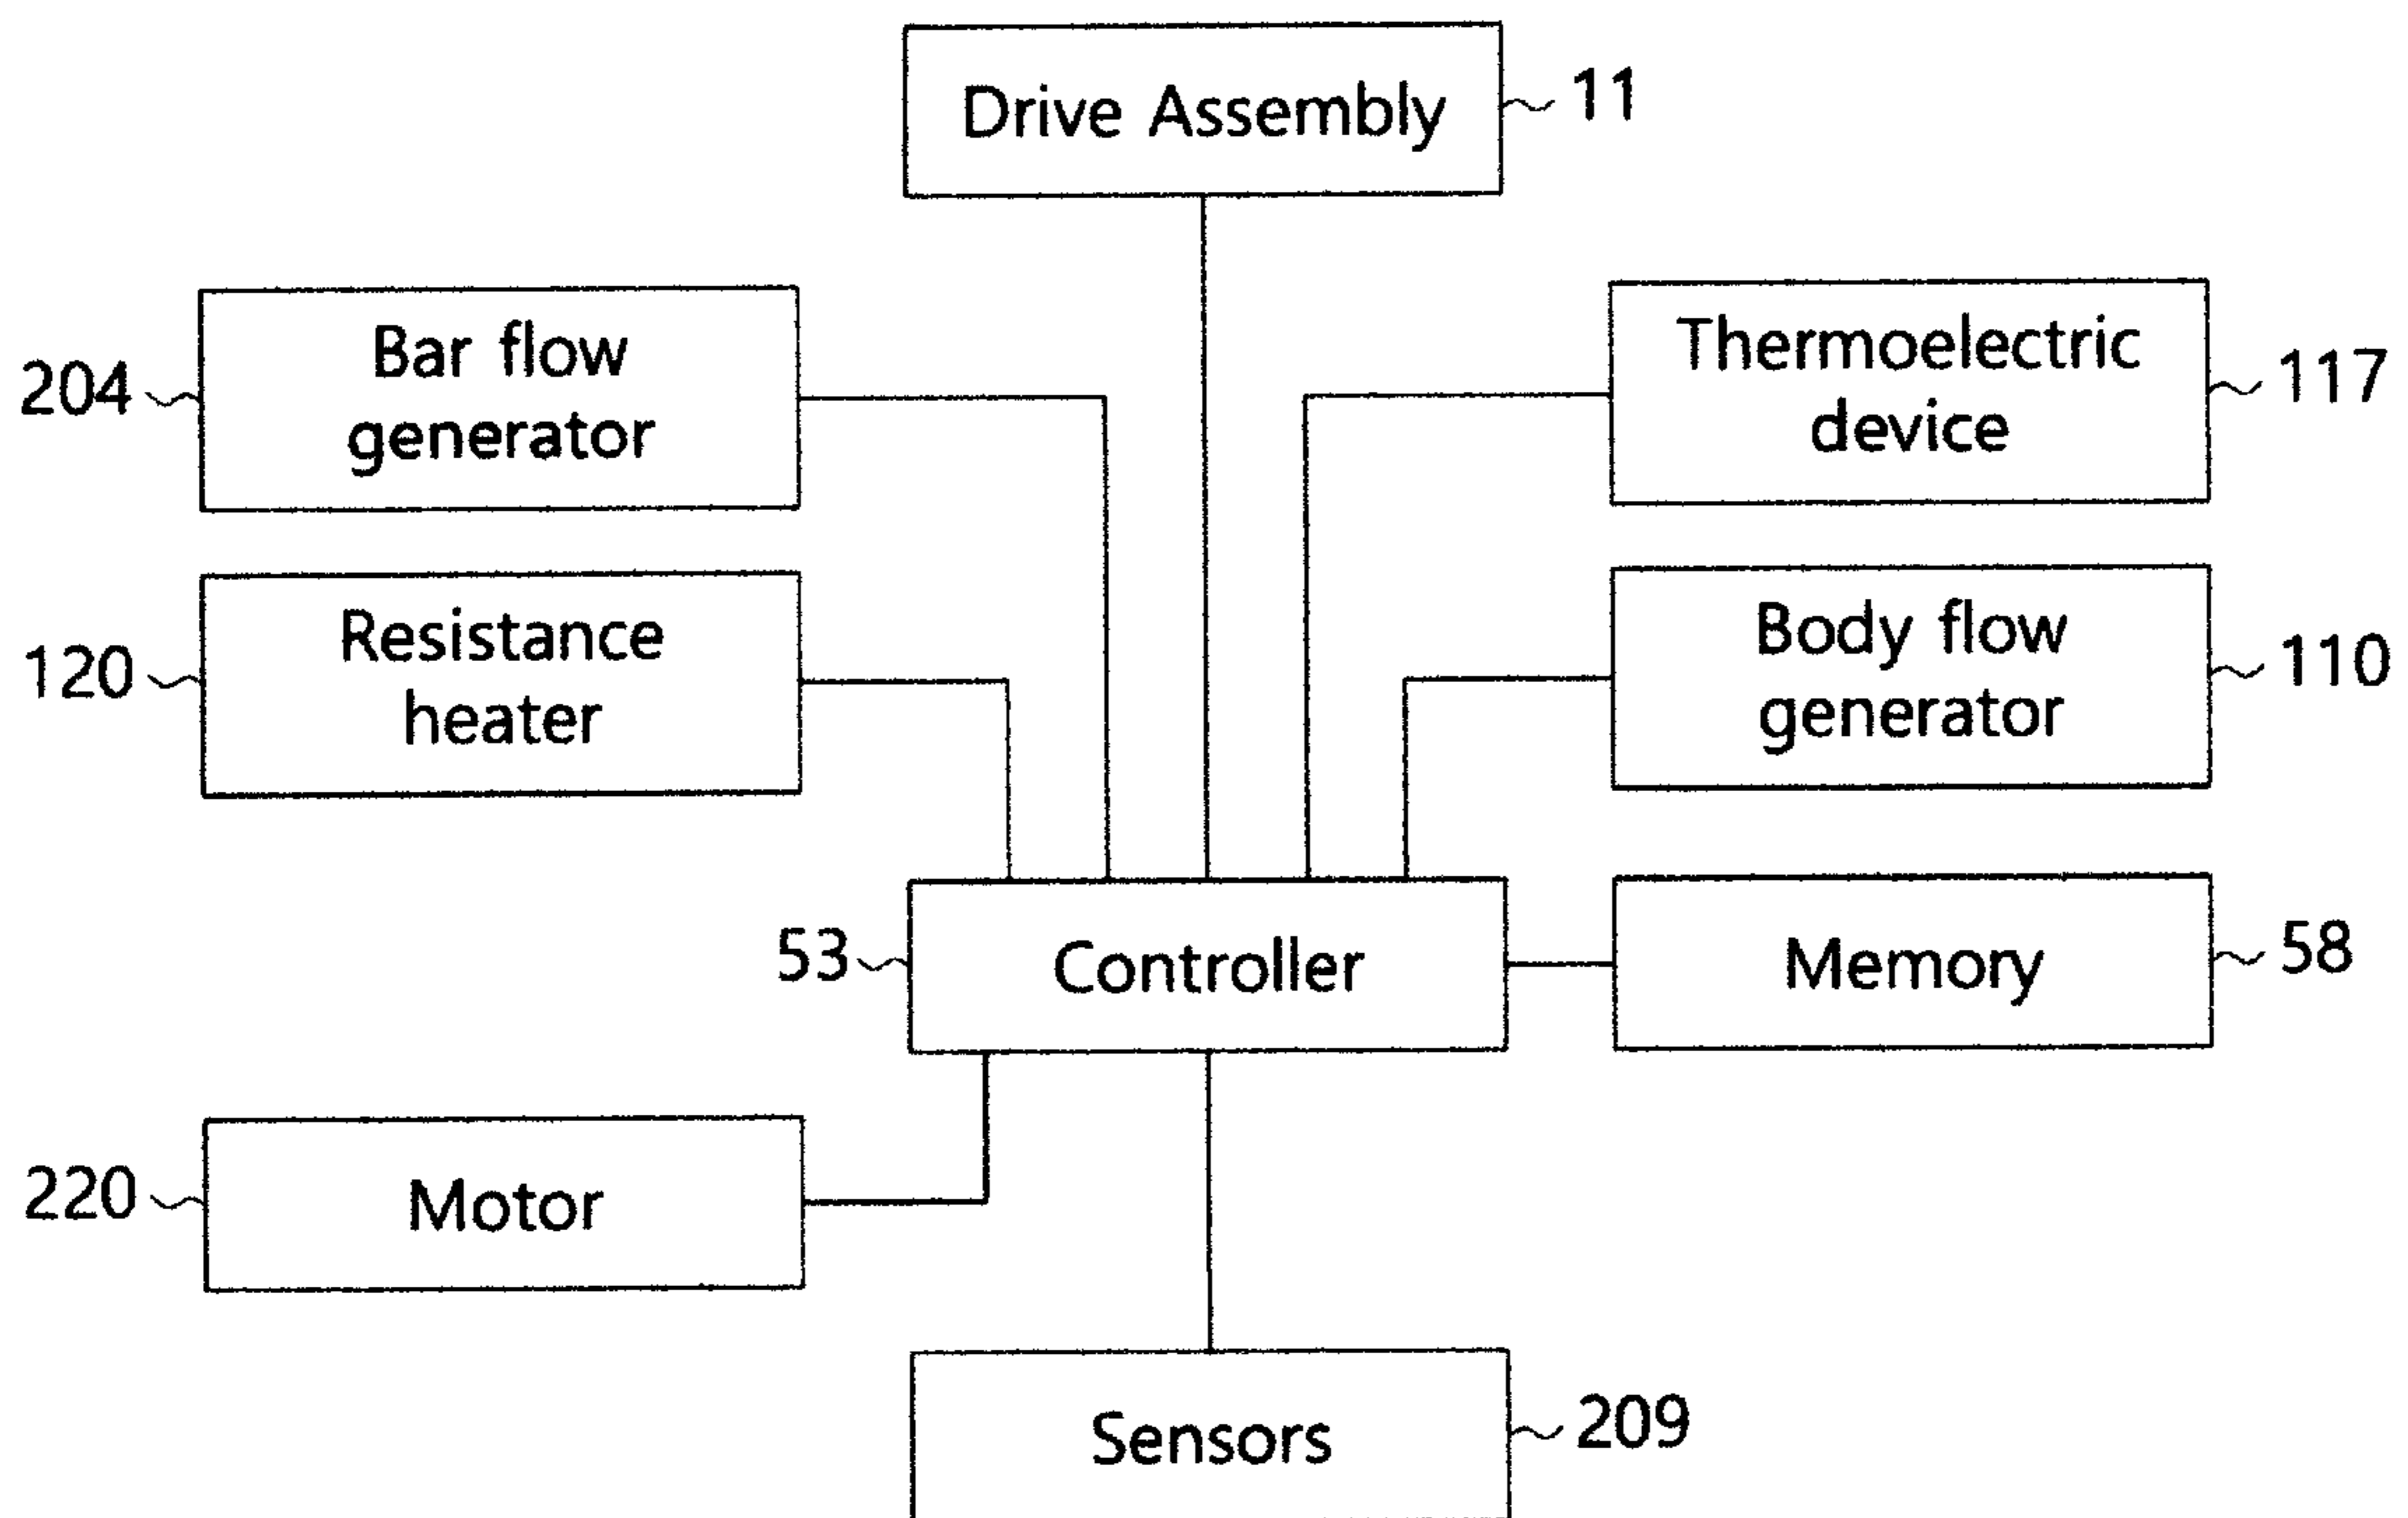 Drive Assembly
11
Bar flow
generator
204
Thermoelectric
device
117
Resistance
heater
120
Body flow
generator
110
Controller
53
Memory
58
Motor
220
Sensors
209